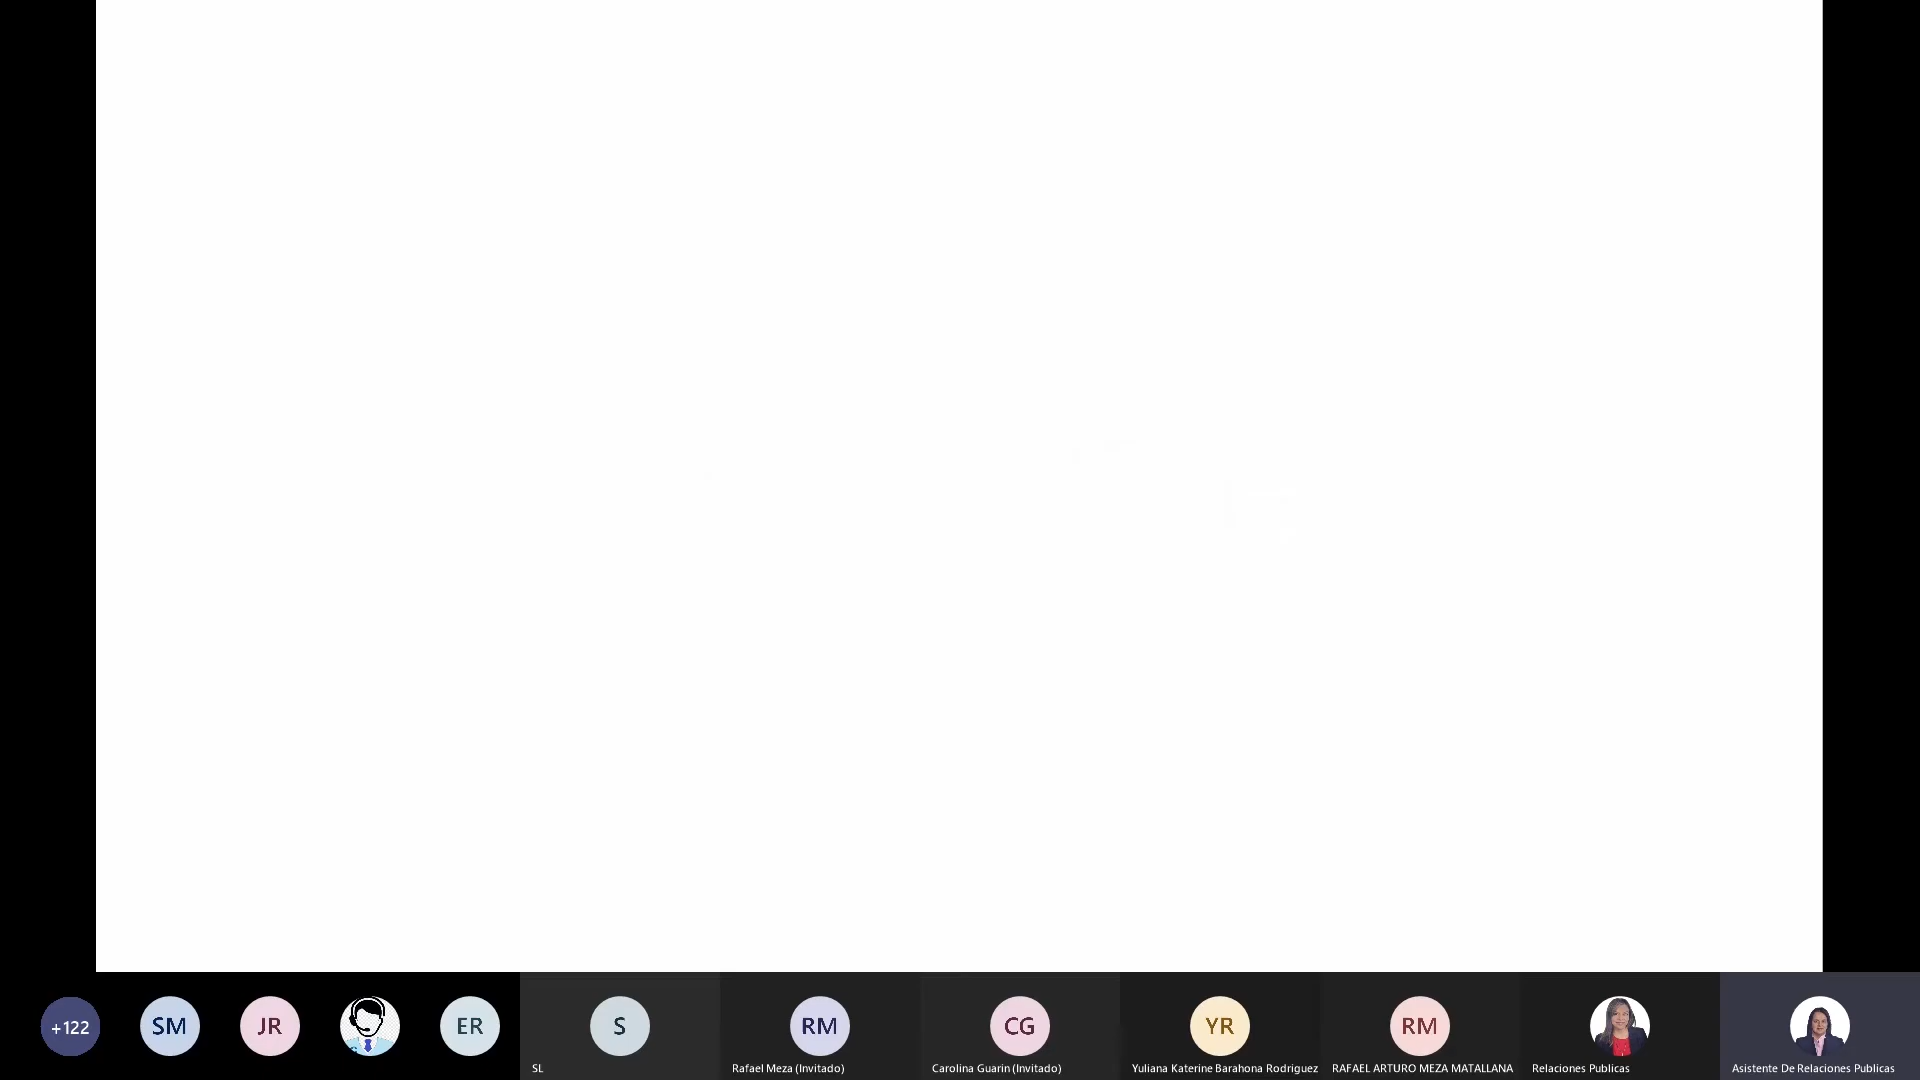 +122
SM
JR
ER
S
RM
CG
YR
RM
SL
Rafael Meza (Invitado)
Carolina Guarin (Invitado)
Yuliana Katerine Barahona Rodriguez
RAFAEL ARTURO MEZA MATALLANA
Relaciones Publicas
Asistente De Relaciones Publicas